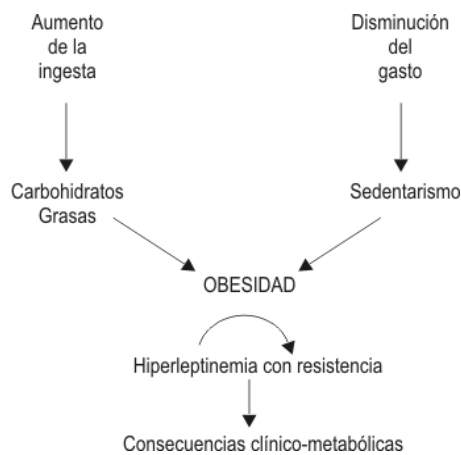 Aumento
de la
ingesta
Disminución
del
gasto
Carbohidratos
Grasas
Sedentarismo
OBESIDAD
Hiperleptinemia con resistencia
Consecuencias clínico-metabólicas